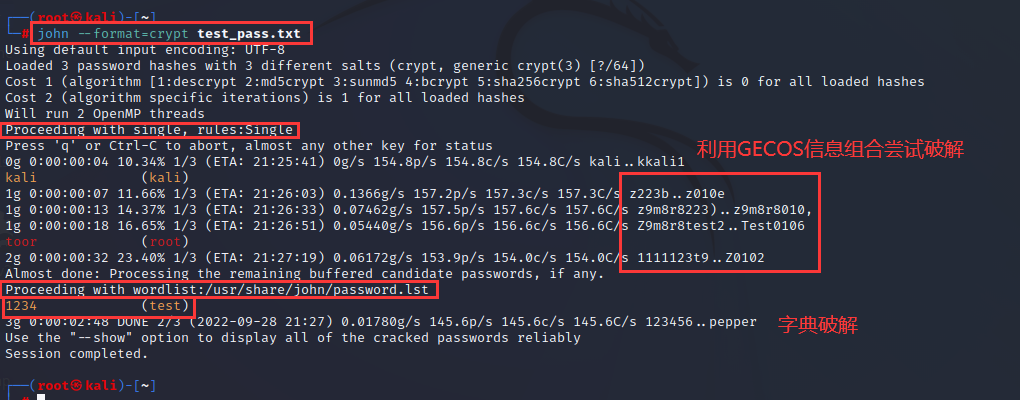 ┌──(root㉿kali)-[~]
└─# john --format=crypt test_pass.txt
Using default input encoding: UTF-8
Loaded 3 password hashes with 3 different salts (crypt, generic crypt(3) [?/64])
Cost 1 (algorithm [1:descrypt 2:md5crypt 3:sunmd5 4:bcrypt 5:sha256crypt 6:sha512crypt]) is 0 for all loaded hashes
Cost 2 (algorithm specific iterations) is 1 for all loaded hashes
Will run 2 OpenMP threads
Proceeding with single, rules:Single
Press 'q' or Ctrl-C to abort, almost any other key for status
利用GECOS信息组合尝试破解
0g 0:00:00:04 10.34% 1/3 (ETA: 21:25:41) 0g/s 154.8p/s 154.8c/s 154.8C/s kali..kkali1
kali (kali)
1g 0:00:00:07 11.66% 1/3 (ETA: 21:26:03) 0.1366g/s 157.2p/s 157.3c/s 157.3C/s z223b..z010e
1g 0:00:00:13 14.37% 1/3 (ETA: 21:26:33) 0.07462g/s 157.5p/s 157.6c/s 157.6C/s z9m8r8223)..z9m8r8010,
1g 0:00:00:18 16.65% 1/3 (ETA: 21:26:51) 0.05440g/s 156.6p/s 156.6c/s 156.6C/s Z9m8r8test2..Test0106
toor (root)
2g 0:00:00:32 23.40% 1/3 (ETA: 21:27:19) 0.06172g/s 153.9p/s 154.0c/s 154.0C/s 1111123t9..Z0102
Almost done: Processing the remaining buffered candidate passwords, if any.
Proceeding with wordlist:/usr/share/john/password.lst
1234 (test)
3g 0:00:02:48 DONE 2/3 (2022-09-28 21:27) 0.01780g/s 145.6p/s 145.6c/s 145.6C/s 123456..pepper
字典破解
Use the "--show" option to display all of the cracked passwords reliably
Session completed.
┌──(root㉿kali)-[~]
└─#